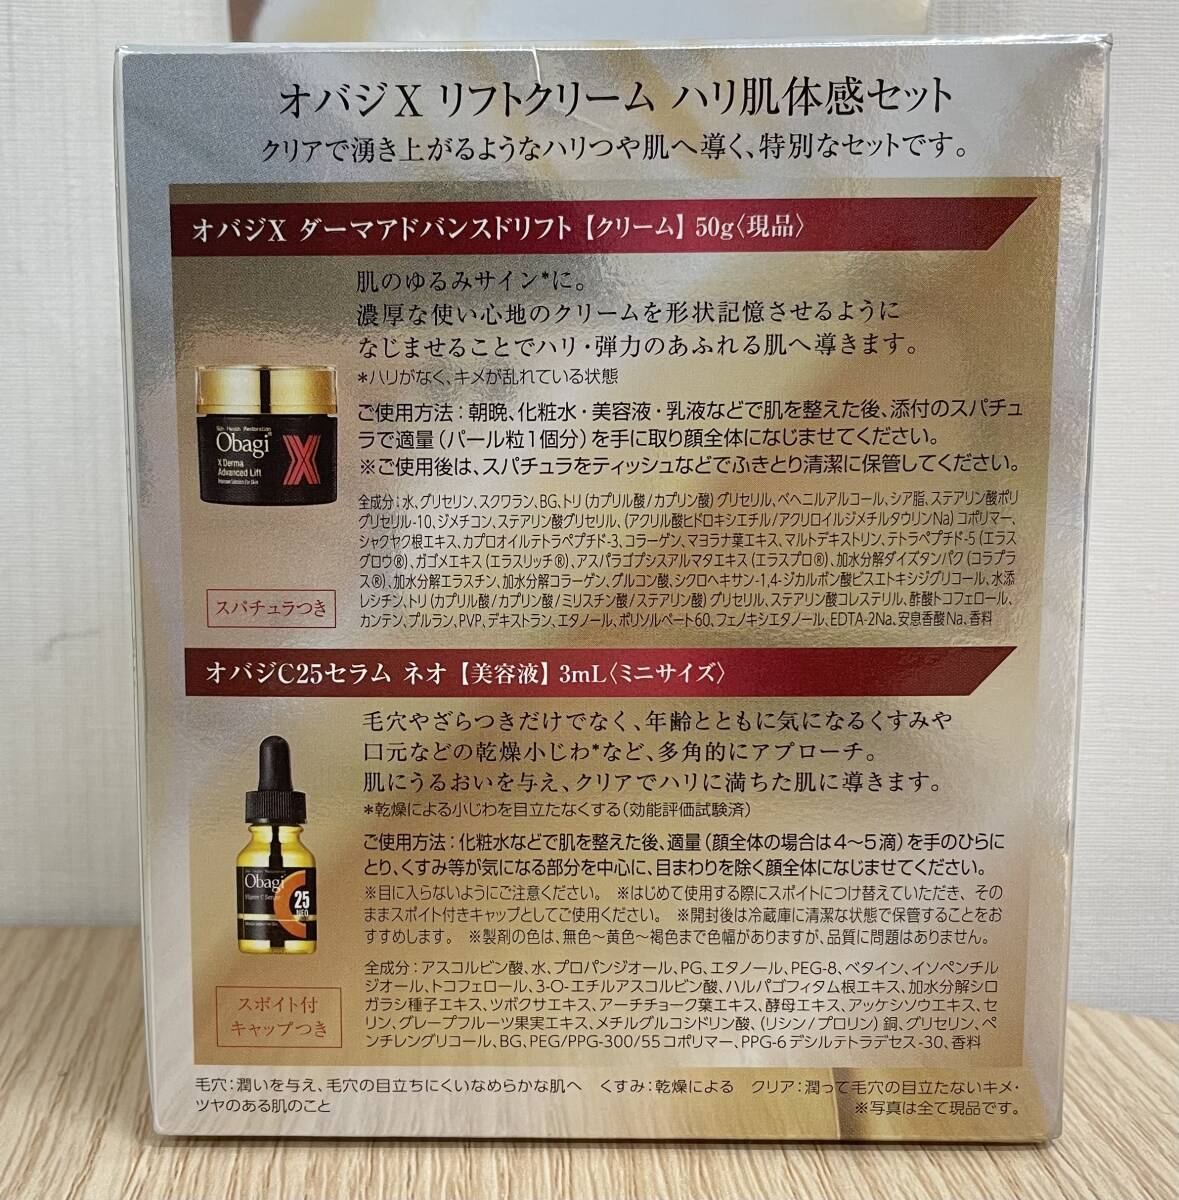 オバジX リフトクリーム ハリ肌体感セット
クリアで湧き上がるようなハリつや肌へ導く、特別なセットです。
オバジX ダーマアドバンスドリフト【クリーム】50g〈現品〉
肌のゆるみサイン*に。
濃厚な使い心地のクリームを形状記憶させるように
なじませることでハリ・弾力のあふれる肌へ導きます。
*ハリがなく、キメが乱れている状態
Skin Health Restoration
Obagi
X
X Derma
Advanced Lift
スパチュラつき
ご使用方法：朝晩、化粧水・美容液・乳液などで肌を整えた後、添付のスパチュ
ラで適量（パール粒1個分）を手に取り顔全体になじませてください。
※ご使用後は、スパチュラをティッシュなどでふきとり清潔に保管してください。
全成分：水、グリセリン、スクワラン、BG、トリ（カプリル酸/カプリン酸）グリセリル、ベヘニルアルコール、シア脂、ステアリン酸ポリ
グリセリル-10、ジメチコン、ステアリン酸グリセリル、（アクリル酸ヒドロキシエチル/アクリロイルジメチルタウリンNa）コポリマー、
シャクヤク根エキス、カプロオイルテトラペプチド-3、コラーゲン、マヨラナ葉エキス、マルトデキストリン、テトラペプチド-5（エラス
グロウ®）、ガゴメエキス（エラスリッチ®）、アスパラゴプシスアルマタエキス（エラスプロ®）、加水分解ダイズタンパク（コラプラ
ス®）、加水分解エラスチン、加水分解コラーゲン、グルコン酸、シクロヘキサン-1,4-ジカルボン酸ビスエトキシジグリコール、水添
レシチン、トリ（カプリル酸/カプリン酸/ミリスチン酸/ステアリン酸）グリセリル、ステアリン酸コレステリル、酢酸トコフェロール、
カンテン、プルラン、PVP、デキストラン、エタノール、ポリソルベート60、フェノキシエタノール、EDTA-2Na、安息香酸Na、香料
オバジC25セラム ネオ【美容液】3mL〈ミニサイズ〉
毛穴やざらつきだけでなく、年齢とともに気になるくすみや
口元などの乾燥小じわ*など、多角的にアプローチ。
肌にうるおいを与え、クリアでハリに満ちた肌に導きます。
*乾燥による小じわを目立たなくする（効能評価試験済）
Obagi
Vitamin C Serum
25
NEO
スポイト付
キャップつき
ご使用方法：化粧水などで肌を整えた後、適量（顔全体の場合は4～5滴）を手のひらに
とり、くすみ等が気になる部分を中心に、目まわりを除く顔全体になじませてください。
※目に入らないようにご注意ください。 ※はじめて使用する際にスポイトにつけ替えていただき、その
ままスポイト付きキャップとしてご使用ください。 ※開封後は冷蔵庫に清潔な状態で保管することをお
すすめします。 ※製剤の色は、無色～黄色～褐色まで色幅がありますが、品質に問題はありません。
全成分：アスコルビン酸、水、プロパンジオール、PG、エタノール、PEG-8、ベタイン、イソペンチル
ジオール、トコフェロール、3-O-エチルアスコルビン酸、ハルパゴフィタム根エキス、加水分解シロ
ガラシ種子エキス、ツボクサエキス、アーチチョーク葉エキス、酵母エキス、アッケシソウエキス、セ
リン、グレープフルーツ果実エキス、メチルグルコシドリン酸、（リシン/プロリン）銅、グリセリン、ペ
ンチレングリコール、BG、PEG/PPG-300/55コポリマー、PPG-6デシルテトラデセス-30、香料
毛穴：潤いを与え、毛穴の目立ちにくいなめらかな肌へ くすみ：乾燥による クリア：潤って毛穴の目立たないキメ・
ツヤのある肌のこと
※写真は全て現品です。